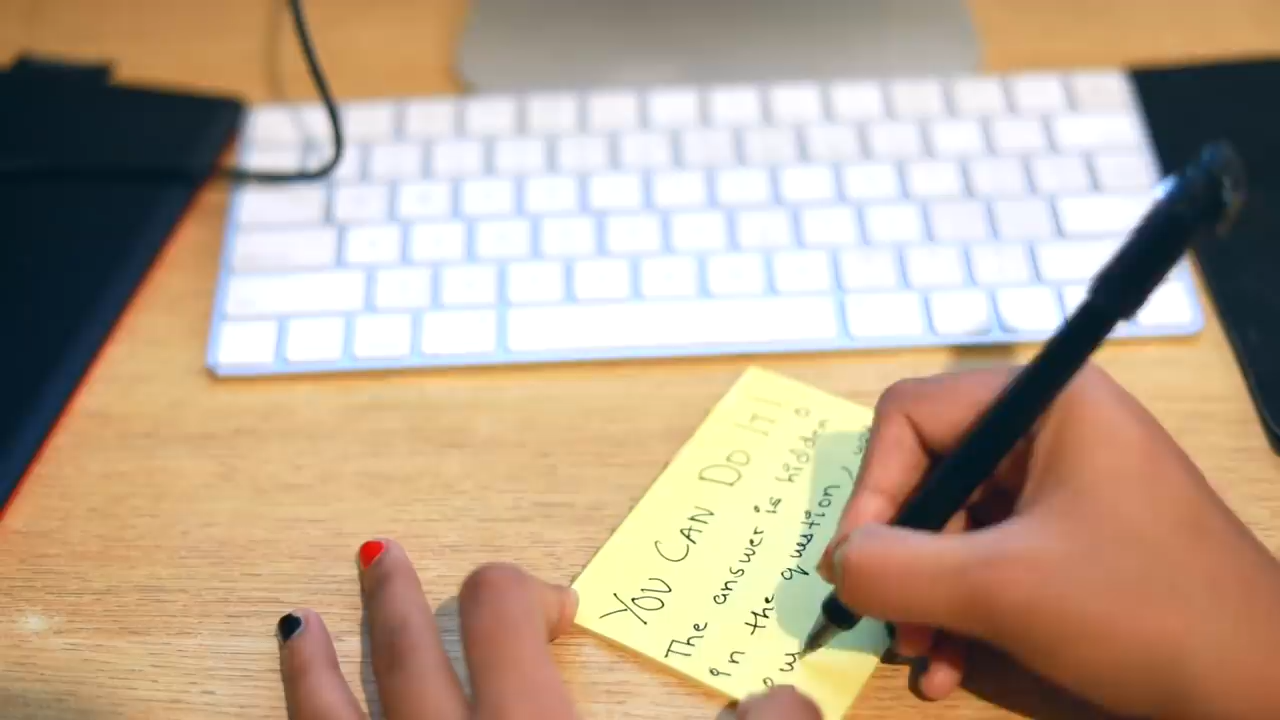 YOU CAN DO IT!
The answer is hidden
in the question,